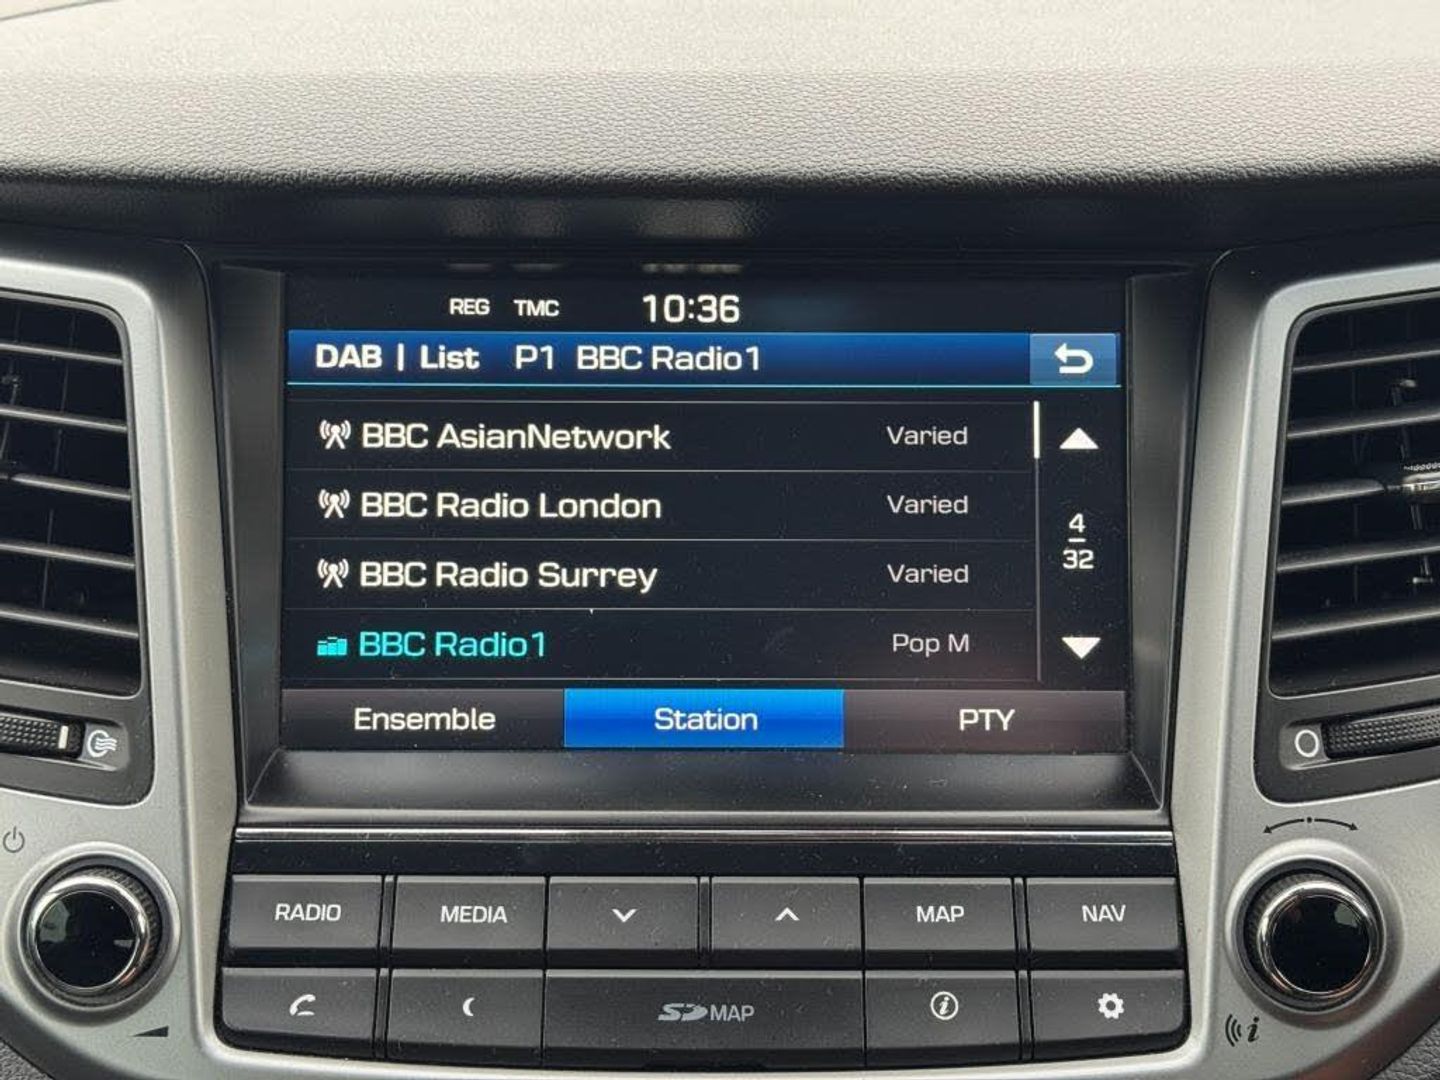 REG TMC 10:36
DAB | List P1 BBC Radio1
BBC AsianNetwork Varied
BBC Radio London Varied
4
32
BBC Radio Surrey Varied
BBC Radio1 Pop M
Ensemble Station PTY
RADIO MEDIA MAP NAV
SD MAP